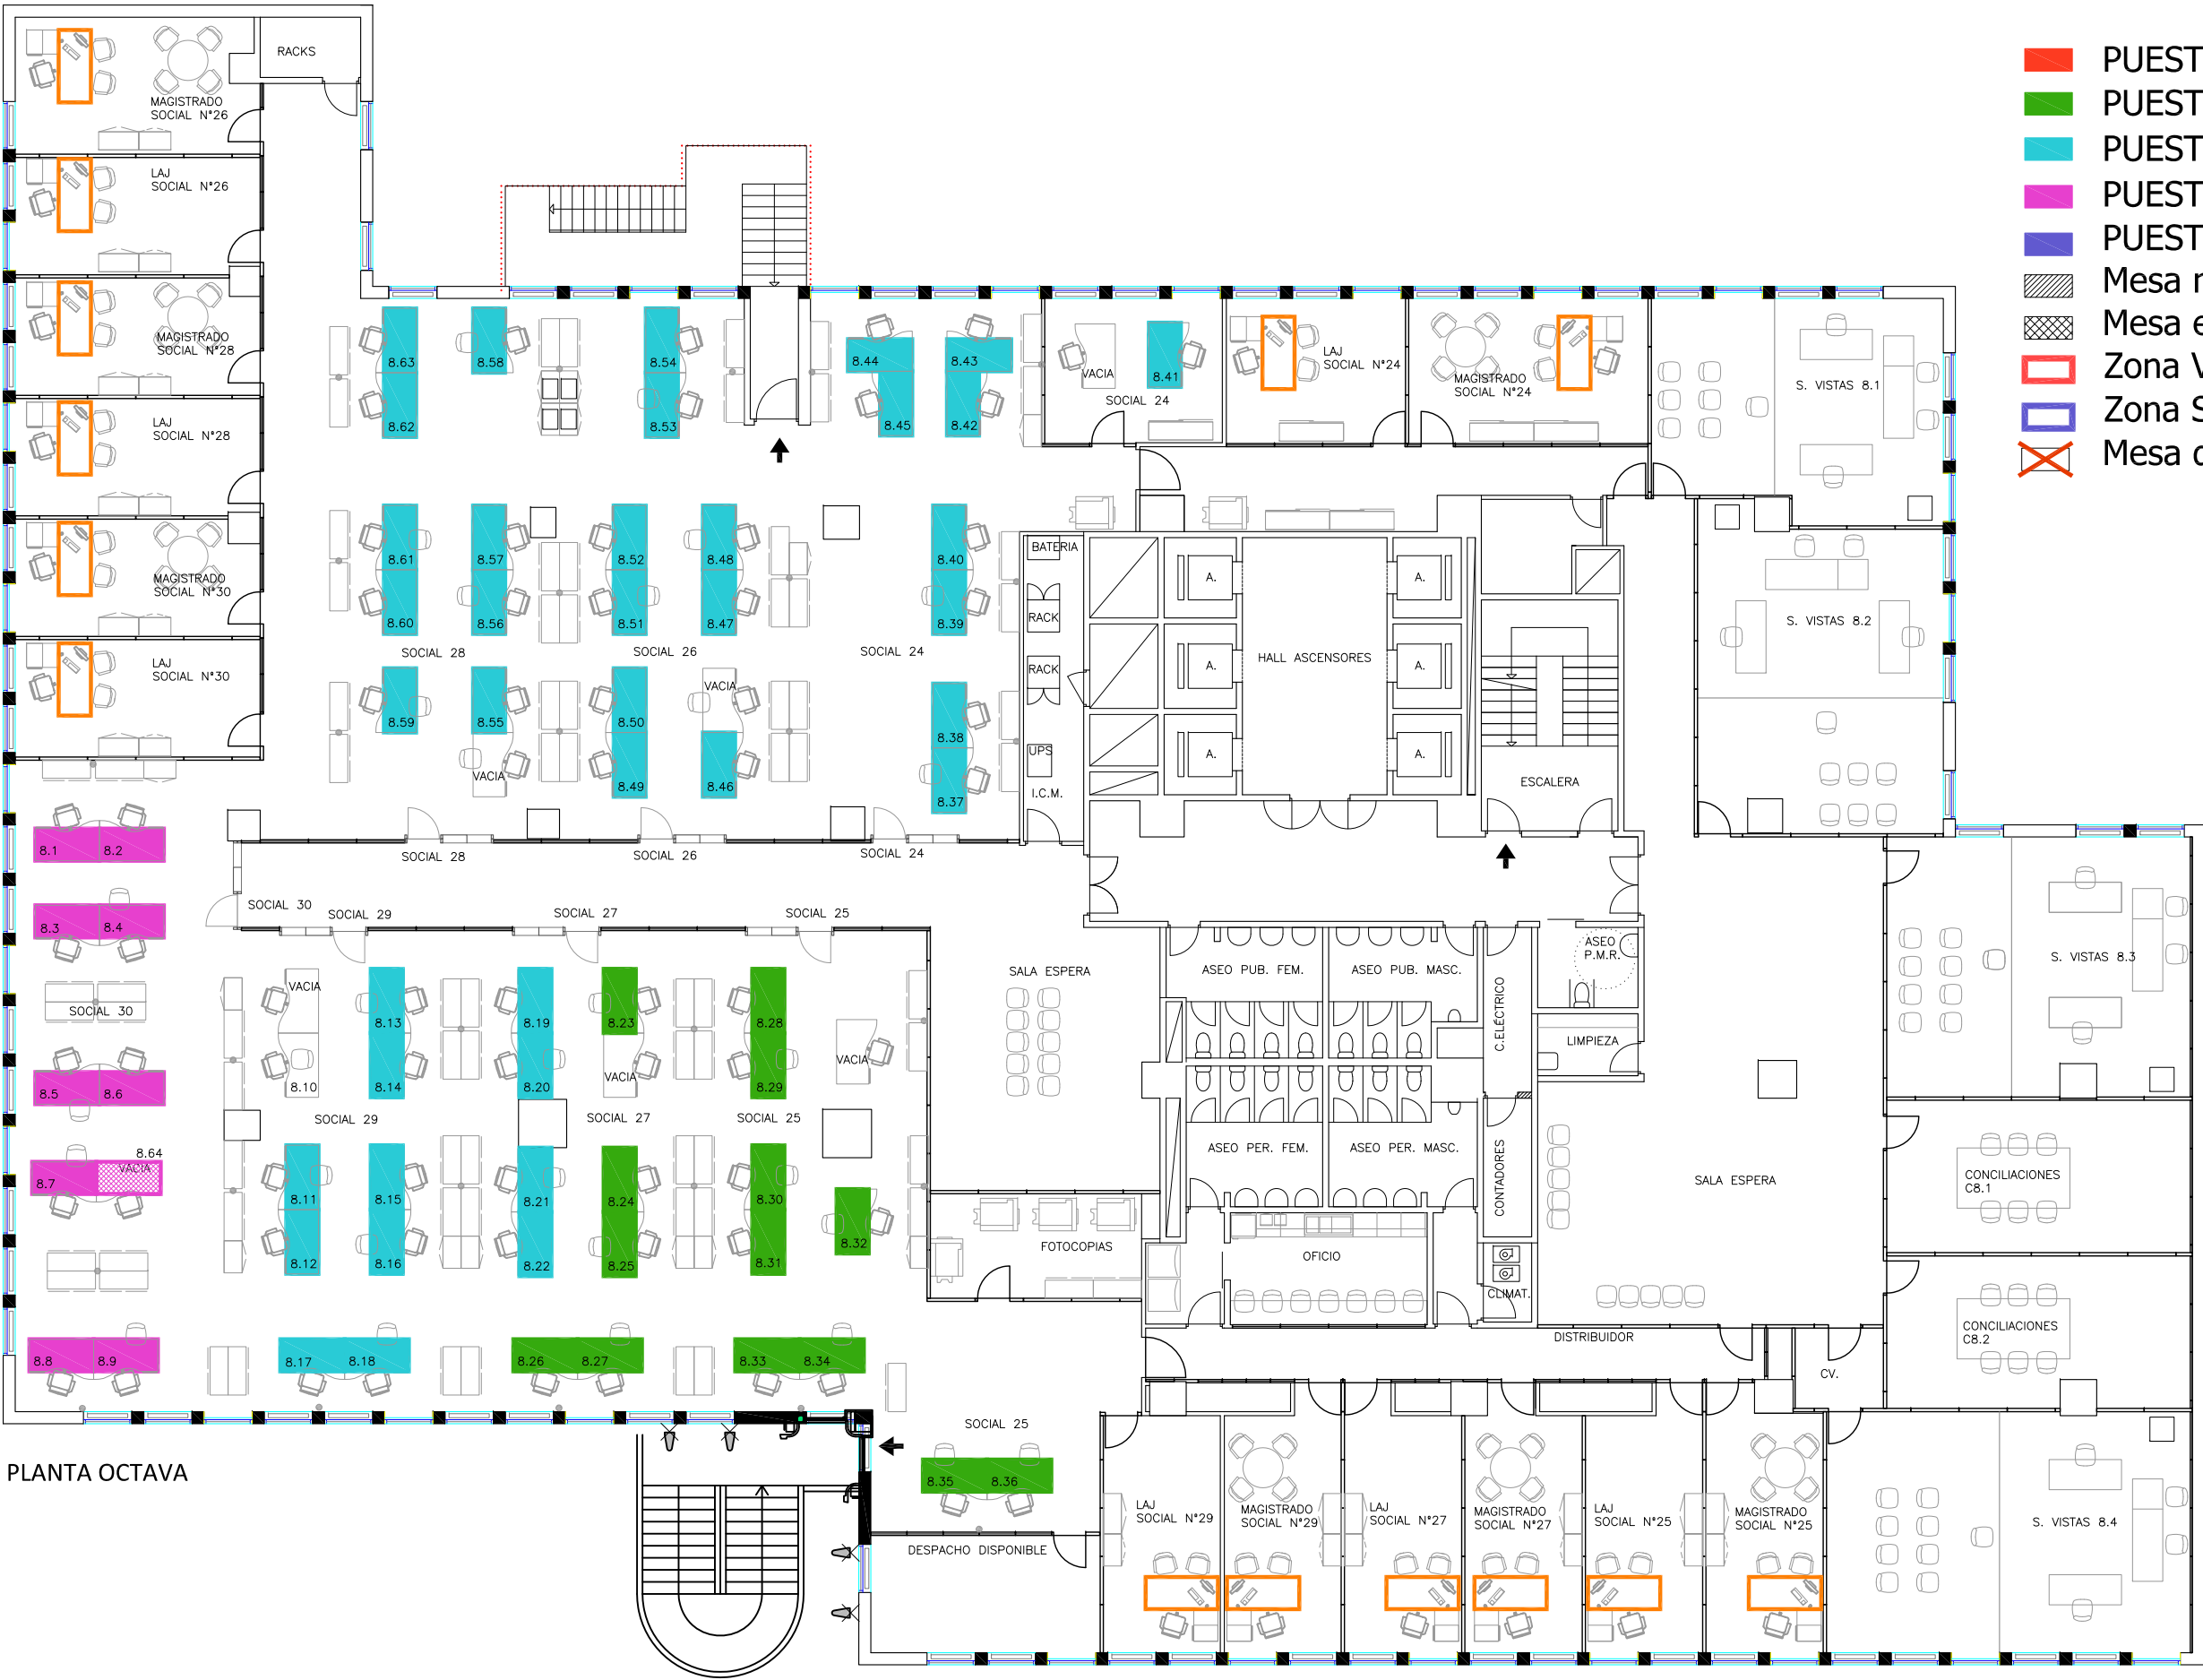 RACKS
MAGISTRADO
SOCIAL N°26
LAJ
SOCIAL N°26
MAGISTRADO
SOCIAL N°28
LAJ
SOCIAL N°28
MAGISTRADO
SOCIAL N°30
LAJ
SOCIAL N°30
PUEST
PUEST
PUEST
PUEST
PUEST
Mesa
Mesa
Zona
Zona
Mesa
8.63
8.62
8.58
8.54
8.53
8.44
8.45
8.43
8.42
VACIA
8.41
SOCIAL 24
LAJ
SOCIAL N°24
MAGISTRADO
SOCIAL N°24
S. VISTAS 8.1
8.61
8.60
8.57
8.56
8.52
8.51
8.48
8.47
8.40
8.39
SOCIAL 28
SOCIAL 26
SOCIAL 24
8.59
8.55
VACIA
8.50
8.49
VACIA
8.46
8.38
8.37
BATERIA
RACK
RACK
UPS
I.C.M.
A.
A.
A.
HALL ASCENSORES
A.
A.
A.
ESCALERA
S. VISTAS 8.2
SOCIAL 28
SOCIAL 26
SOCIAL 24
SOCIAL 30
SOCIAL 29
SOCIAL 27
SOCIAL 25
8.1
8.2
8.3
8.4
SOCIAL 30
8.5
8.6
8.64
8.7
VACIA
8.8
8.9
VACIA
8.10
8.13
8.14
8.19
8.20
8.23
VACIA
8.28
8.29
VACIA
SOCIAL 29
SOCIAL 27
SOCIAL 25
8.11
8.12
8.15
8.16
8.21
8.22
8.24
8.25
8.30
8.31
8.32
8.17
8.18
8.26
8.27
8.33
8.34
SALA ESPERA
ASEO PUB. FEM.
ASEO PUB. MASC.
C.ELÉCTRICO
ASEO
P.M.R.
LIMPIEZA
ASEO PER. FEM.
ASEO PER. MASC.
CONTADORES
FOTOCOPIAS
OFICIO
CLIMAT.
SALA ESPERA
S. VISTAS 8.3
CONCILIACIONES
C8.1
CONCILIACIONES
C8.2
DISTRIBUIDOR
CV.
SOCIAL 25
8.35
8.36
DESPACHO DISPONIBLE
LAJ
SOCIAL N°29
MAGISTRADO
SOCIAL N°29
LAJ
SOCIAL N°27
MAGISTRADO
SOCIAL N°27
LAJ
SOCIAL N°25
MAGISTRADO
SOCIAL N°25
S. VISTAS 8.4
PLANTA OCTAVA